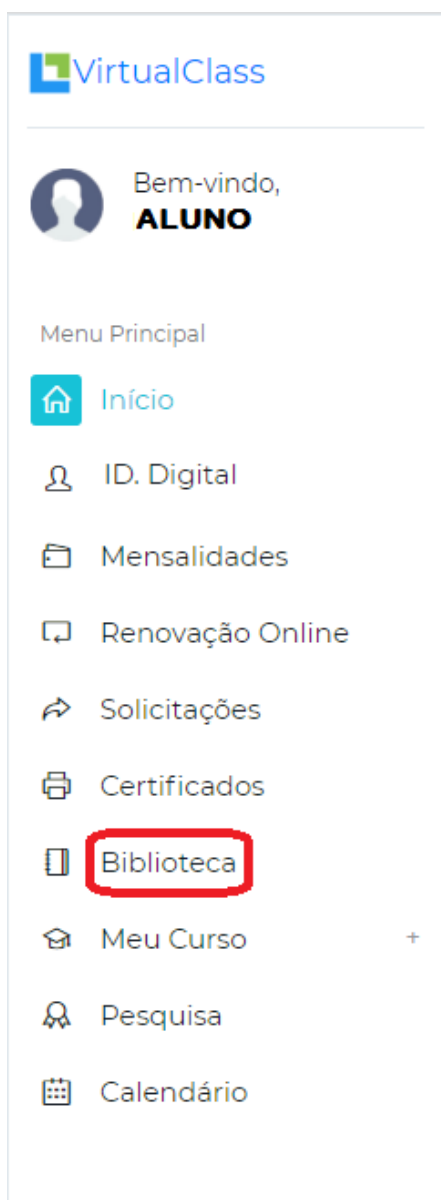 VirtualClass
Bem-vindo,
ALUNO
Menu Principal
Início
ID. Digital
Mensalidades
Renovação Online
Solicitações
Certificados
Biblioteca
Meu Curso +
Pesquisa
Calendário